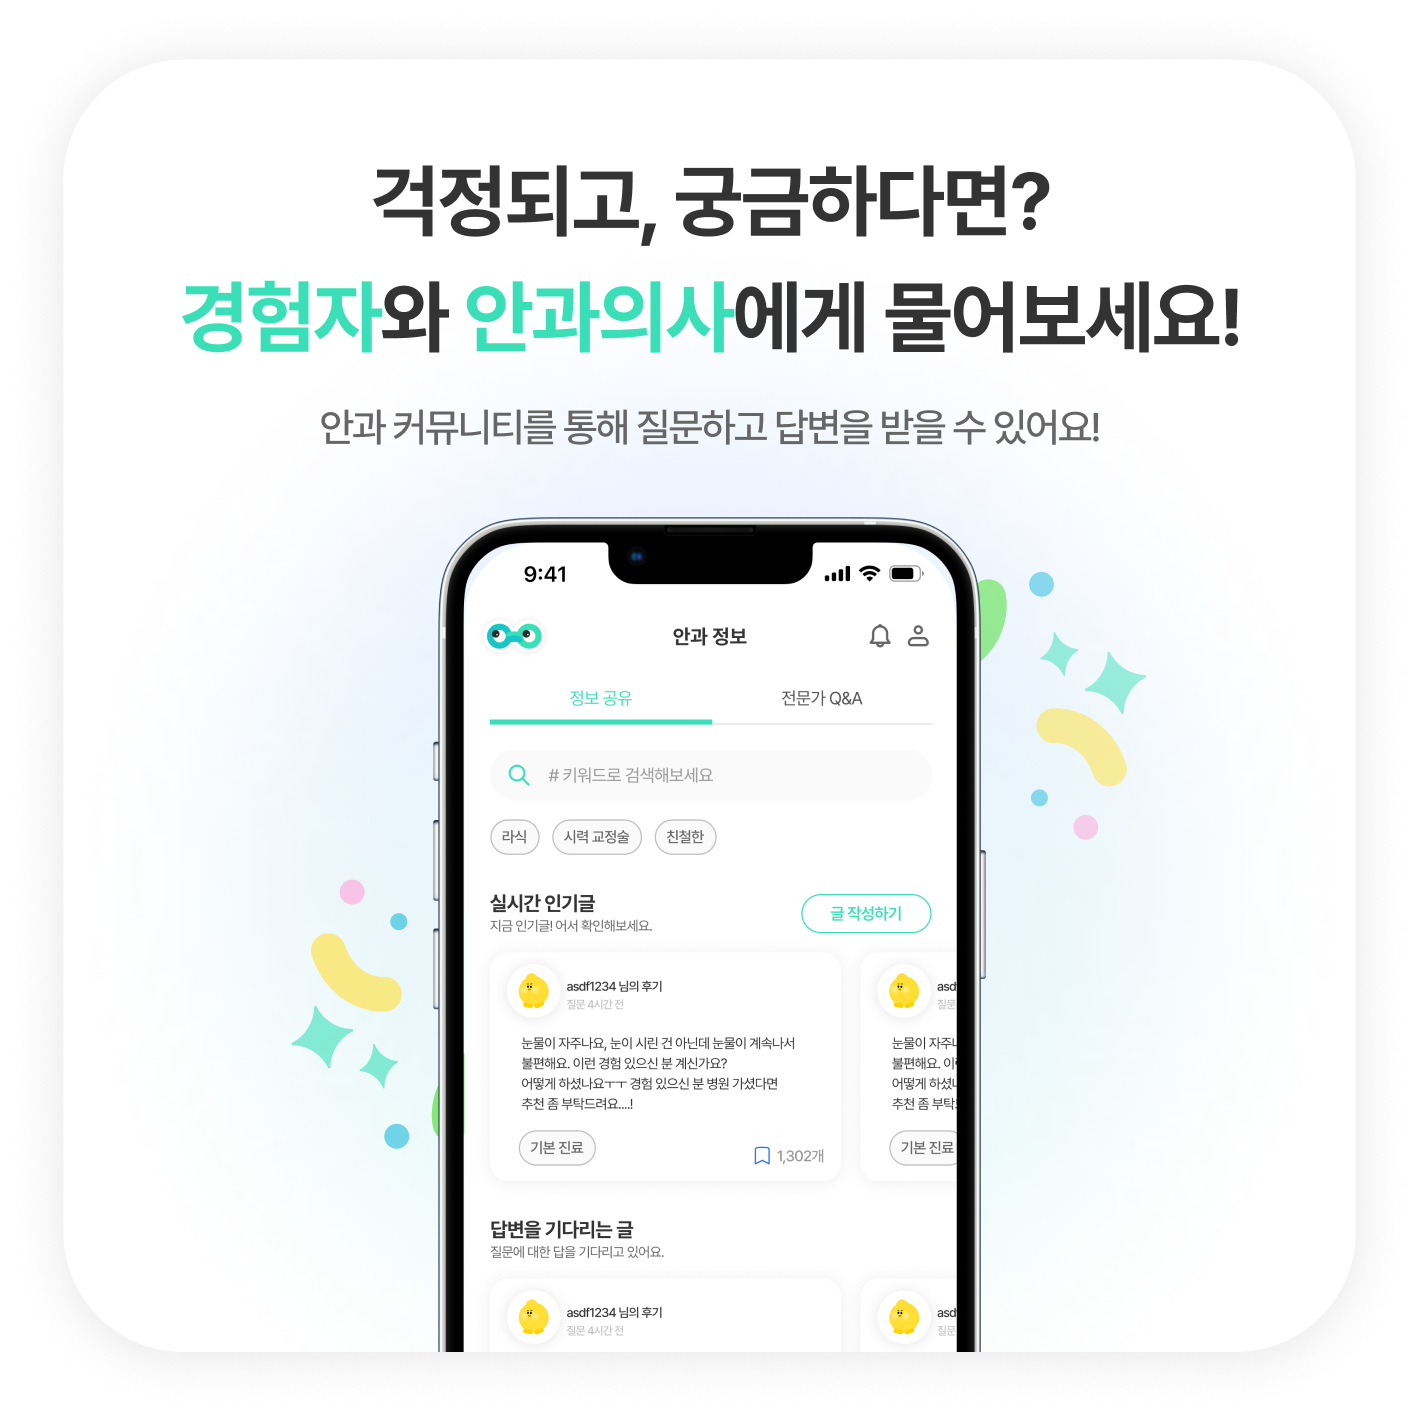 걱정되고, 궁금하다면?
경험자와 안과의사에게 물어보세요!
안과 커뮤니티를 통해 질문하고 답변을 받을 수 있어요!
9:41
안과 정보
정보 공유 전문가 Q&A
# 키워드로 검색해보세요
라식 시력 교정술 친철한
실시간 인기글
지금 인기글! 어서 확인해보세요.
글 작성하기
asdf1234 님의 후기
질문 4시간 전
눈물이 자주나요, 눈이 시린 건 아닌데 눈물이 계속나서
불편해요. 이런 경험 있으신 분 계신가요?
어떻게 하셨나요ㅜㅜ 경험 있으신 분 병원 가셨다면
추천 좀 부탁드려요....!
기본 진료
1,302개
asd
질문
눈물이 자주
불편해요.
어떻게 하셨
추천 좀 부탁
기본 진료
답변을 기다리는 글
질문에 대한 답을 기다리고 있어요.
asdf1234 님의 후기
질문 4시간 전
asd
질문